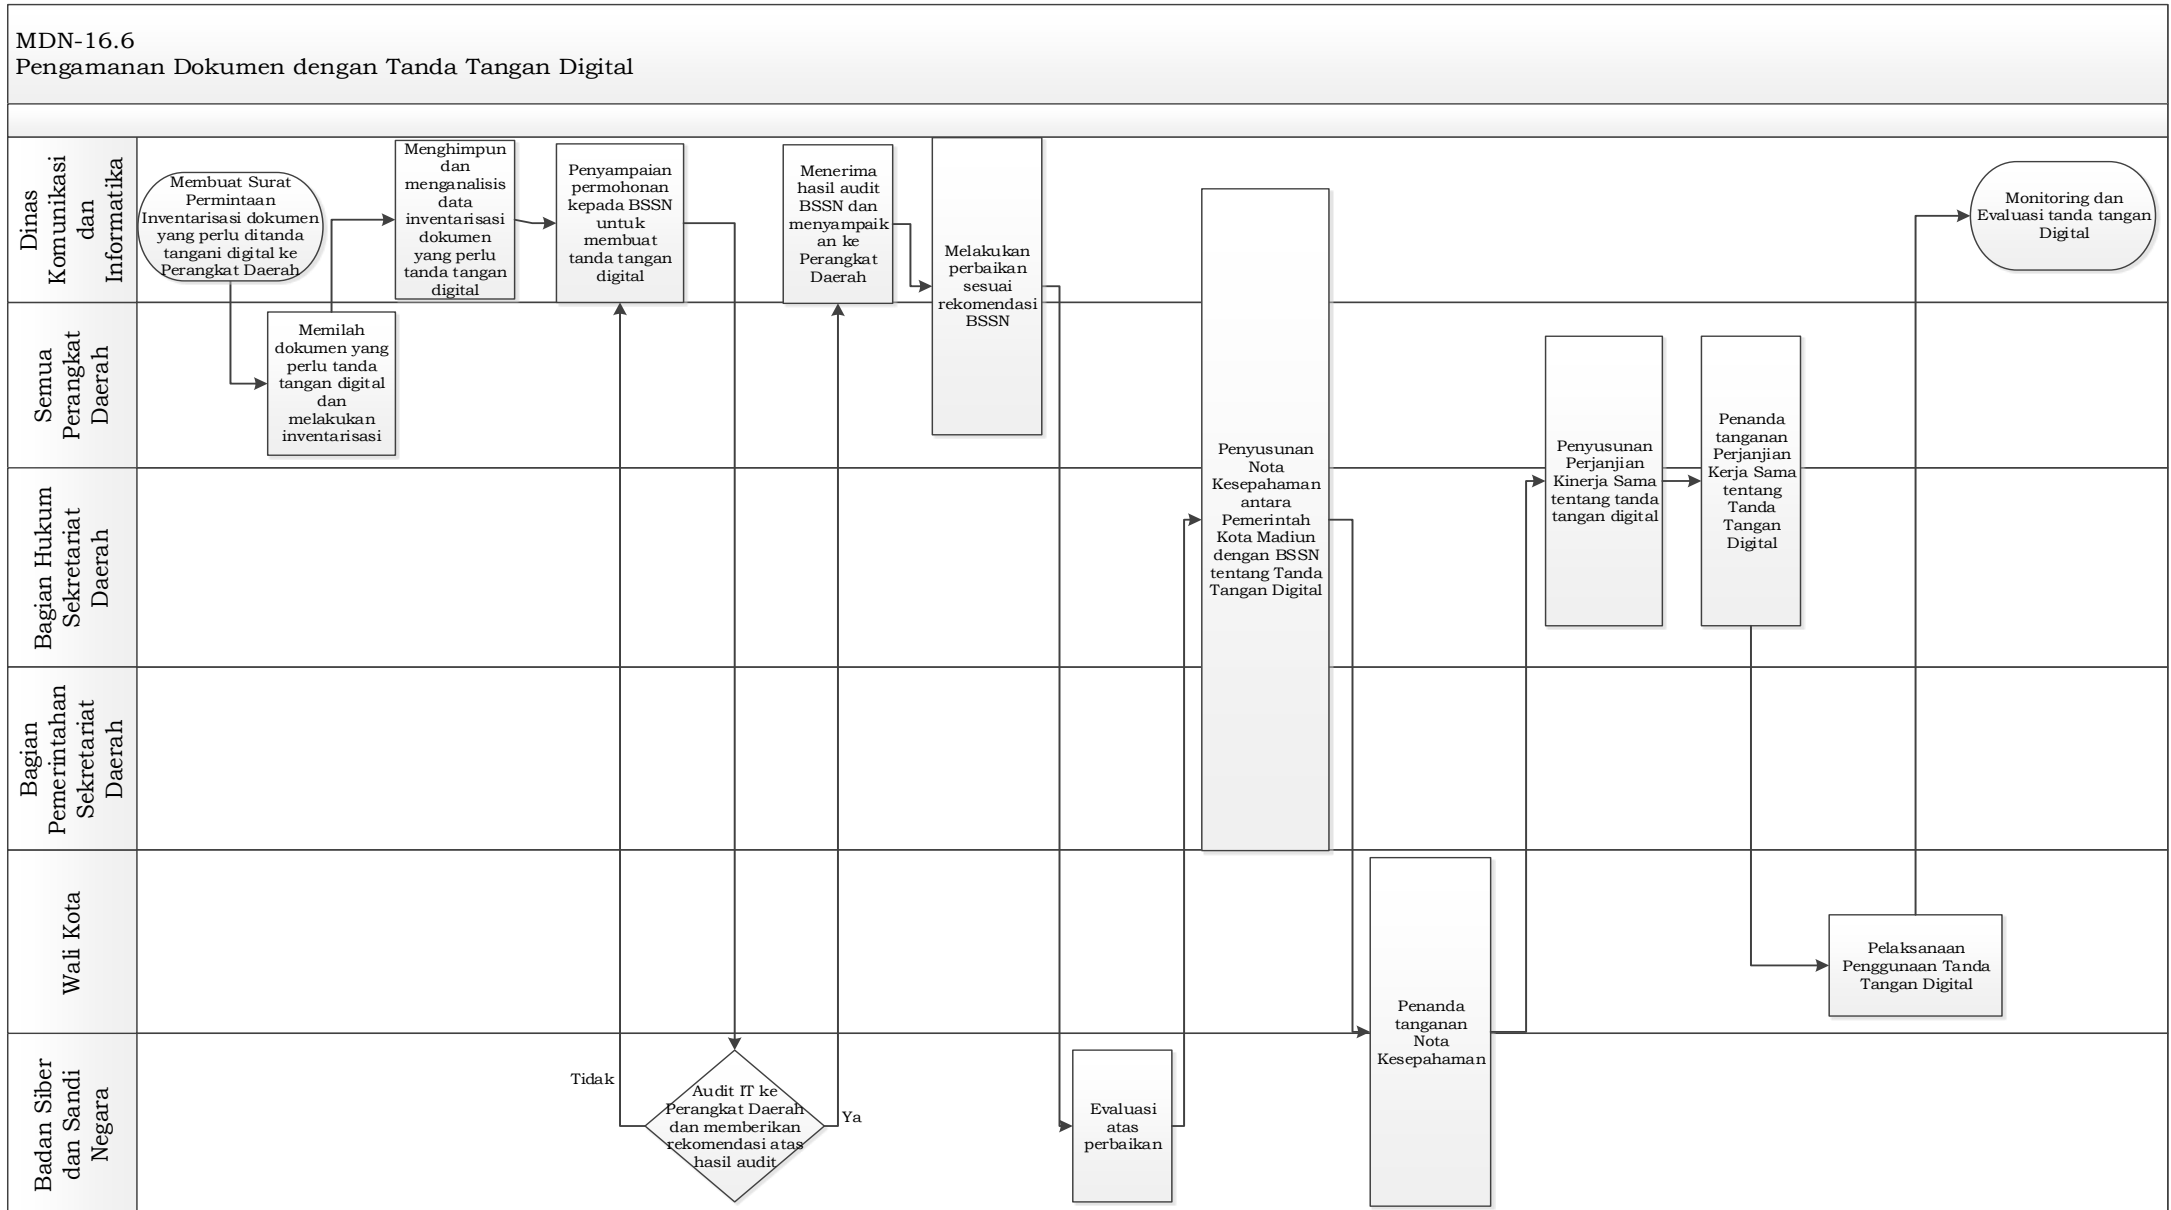 MDN-16.6
Pengamanan Dokumen dengan Tanda Tangan Digital
Dinas
Komunikasi
dan
Informatika
Membuat Surat
Permintaan
Inventarisasi dokumen
yang perlu ditanda
tangani digital ke
Perangkat Daerah
Menghimpun
dan
menganalisis
data
inventarisasi
dokumen
yang perlu
tanda tangan
digital
Penyampaian
permohonan
kepada BSSN
untuk
membuat
tanda tangan
digital
Menerima
hasil audit
BSSN dan
menyampaik
an ke
Perangkat
Daerah
Melakukan
perbaikan
sesuai
rekomendasi
BSSN
Monitoring dan
Evaluasi tanda tangan
Digital
Semua
Perangkat
Daerah
Memilah
dokumen yang
perlu tanda
tangan digital
dan
melakukan
inventarisasi
Penyusunan
Nota
Kesepahaman
antara
Pemerintah
Kota Madiun
dengan BSSN
tentang Tanda
Tangan Digital
Penyusunan
Perjanjian
Kinerja Sama
tentang tanda
tangan digital
Penanda
tanganan
Perjanjian
Kerja Sama
tentang
Tanda
Tangan
Digital
Bagian Hukum
Sekretariat
Daerah
Bagian
Pemerintahan
Sekretariat
Daerah
Wali Kota
Pelaksanaan
Penggunaan Tanda
Tangan Digital
Penanda
tanganan
Nota
Kesepahaman
Badan Siber
dan Sandi
Negara
Tidak
Audit IT ke
Perangkat Daerah
dan memberikan
rekomendasi atas
hasil audit
Ya
Evaluasi
atas
perbaikan